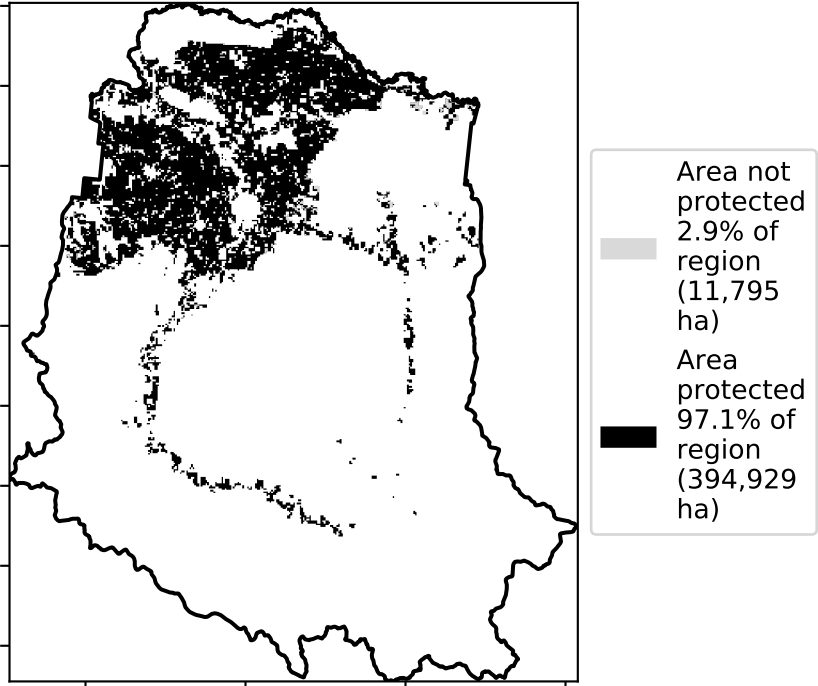 Area not
protected
2.9% of
region
(11,795
ha)
Area
protected
97.1% of
region
(394,929
ha)